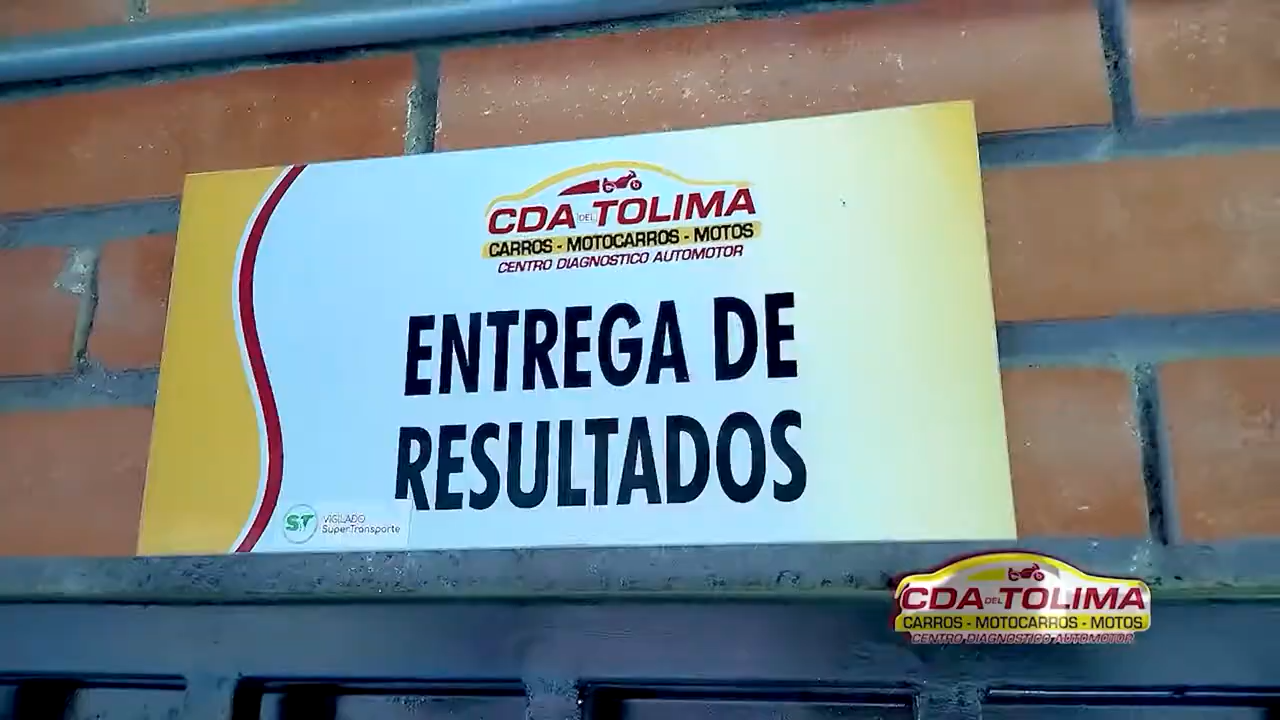 CDA DEL TOLIMA
CARROS - MOTOCARROS - MOTOS
CENTRO DIAGNOSTICO AUTOMOTOR
ENTREGA DE
RESULTADOS
ST VIGILADO
SuperTransporte
CDA DEL TOLIMA
CARROS - MOTOCARROS - MOTOS
CENTRO DIAGNOSTICO AUTOMOTOR